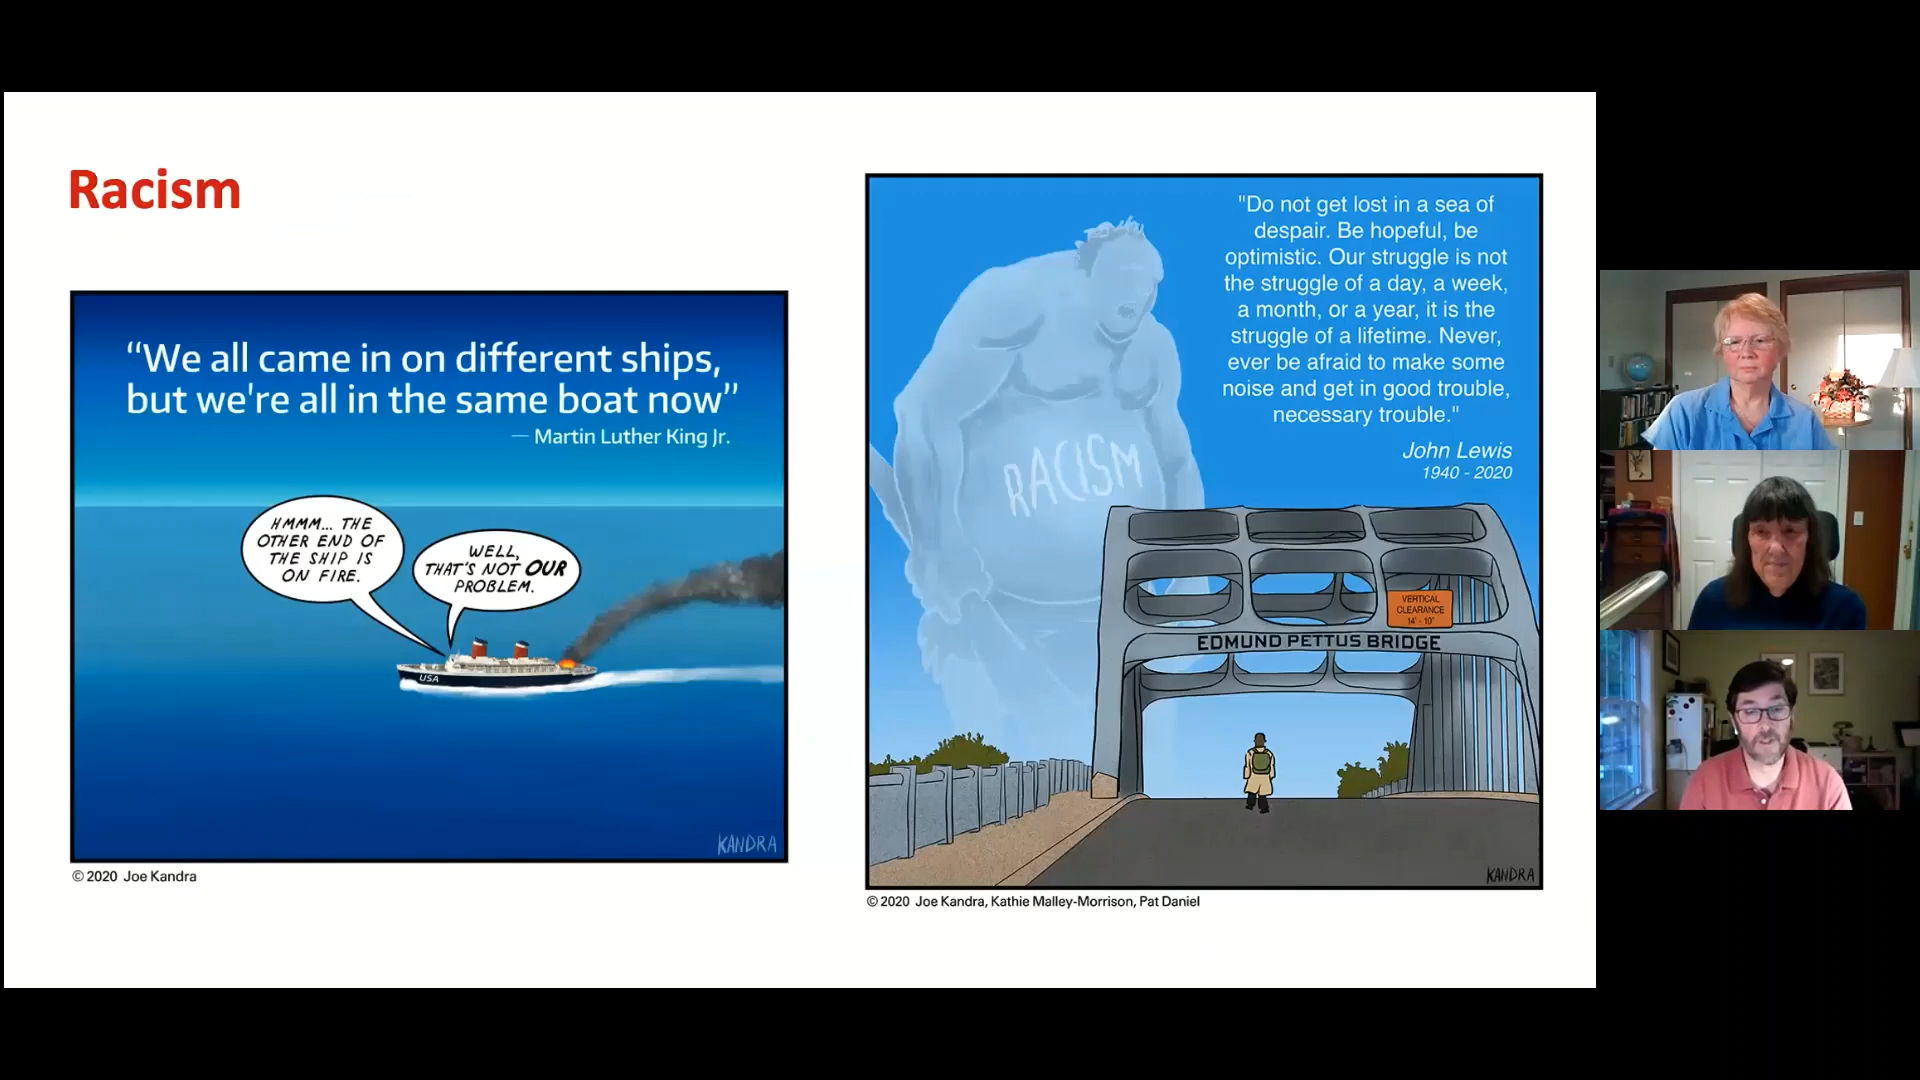 Racism
“We all came in on different ships,
but we're all in the same boat now”
— Martin Luther King Jr.
HMMM... THE
OTHER END OF
THE SHIP IS
ON FIRE.
WELL,
THAT'S NOT OUR
PROBLEM.
USA
KANDRA
© 2020 Joe Kandra
"Do not get lost in a sea of
despair. Be hopeful, be
optimistic. Our struggle is not
the struggle of a day, a week,
a month, or a year, it is the
struggle of a lifetime. Never,
ever be afraid to make some
noise and get in good trouble,
necessary trouble."
John Lewis
1940 - 2020
RACISM
VERTICAL
CLEARANCE
14' - 10"
EDMUND PETTUS BRIDGE
KANDRA
© 2020 Joe Kandra, Kathie Malley-Morrison, Pat Daniel